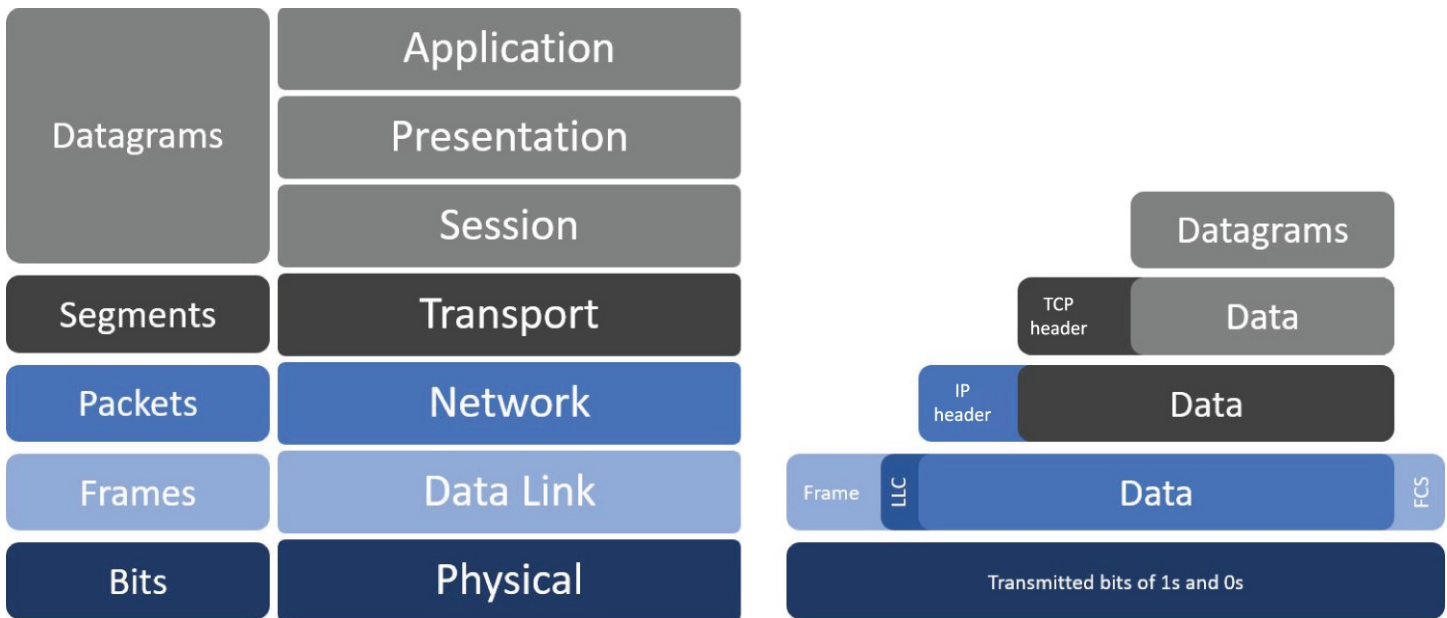 Datagrams
Application
Presentation
Session
Segments
Transport
Packets
Network
Frames
Data Link
Bits
Physical
Datagrams
TCP
header
Data
IP
header
Data
Frame
LLC
Data
FCS
Transmitted bits of 1s and 0s